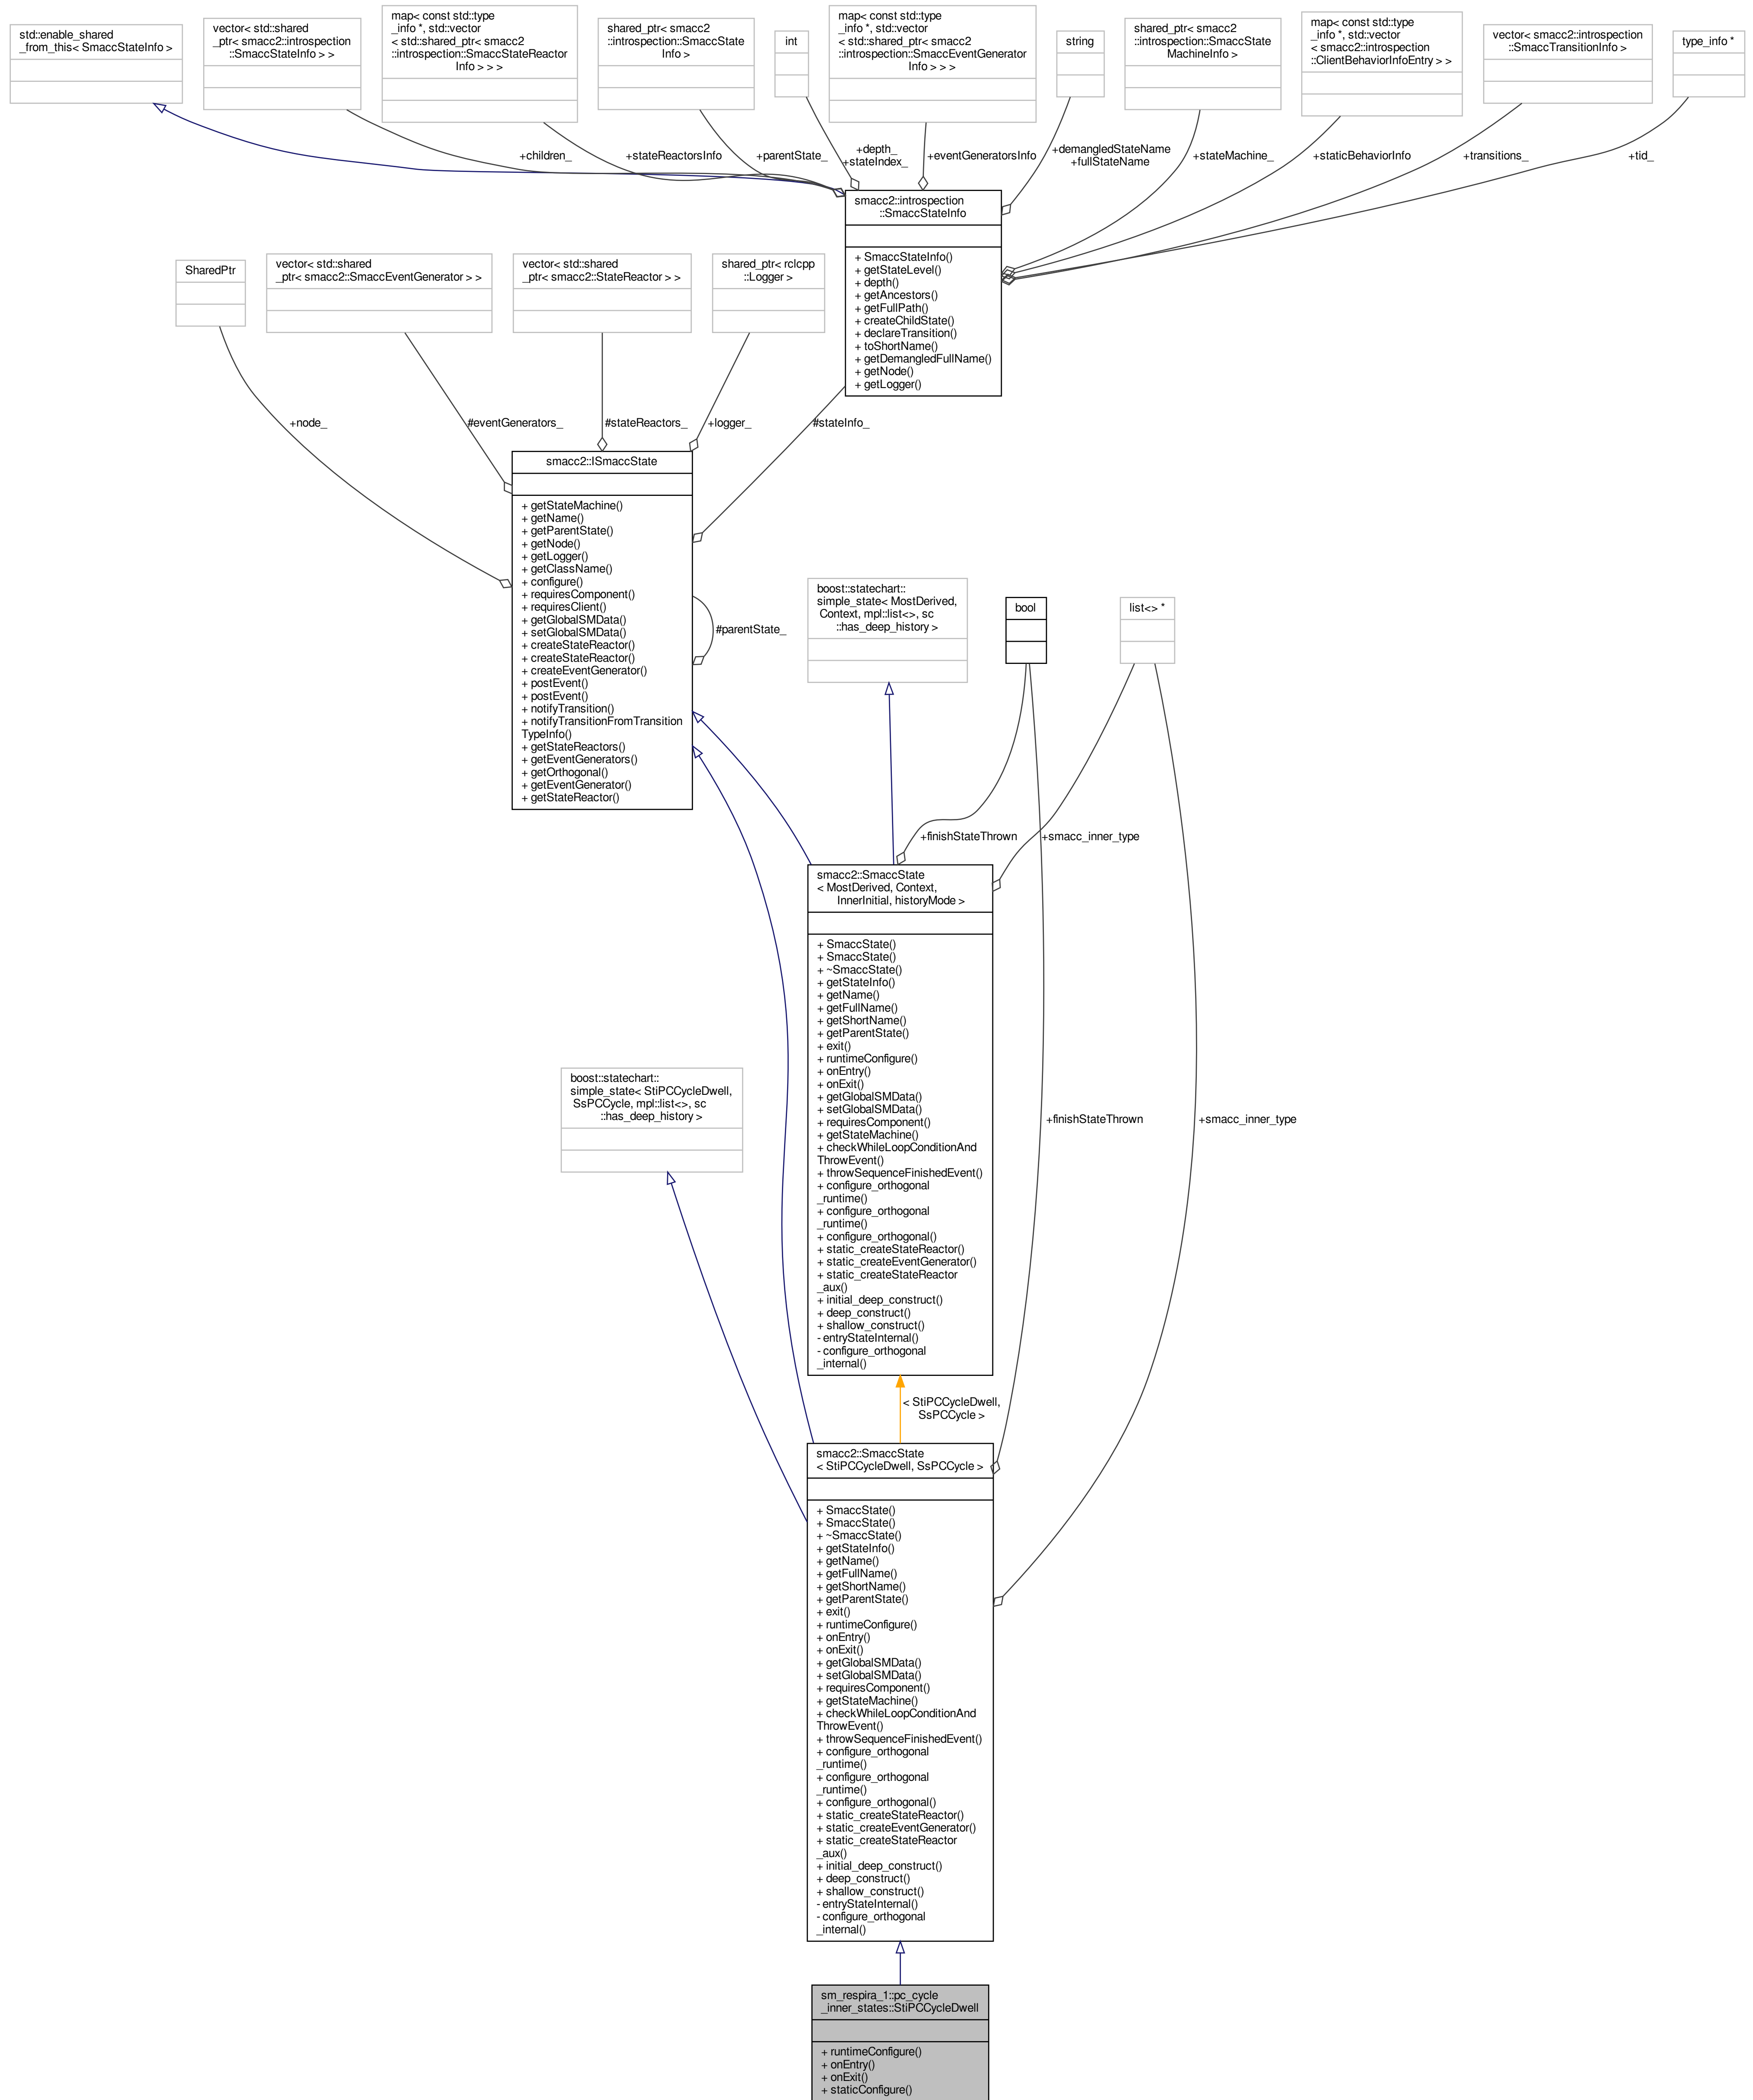 std::enable_shared
_from_this< SmaccStateInfo >
vector< std::shared
_ptr< smacc2::introspection
::SmaccStateInfo > >
map< const std::type
_info *, std::vector
< std::shared_ptr< smacc2
::introspection::SmaccStateReactor
Info > > >
shared_ptr< smacc2
::introspection::SmaccState
Info >
int
map< const std::type
_info *, std::vector
< std::shared_ptr< smacc2
::introspection::SmaccEventGenerator
Info > > >
string
shared_ptr< smacc2
::introspection::SmaccState
MachineInfo >
map< const std::type
_info *, std::vector
< smacc2::introspection
::ClientBehaviorInfoEntry > >
vector< smacc2::introspection
::SmaccTransitionInfo >
type_info *
+children_
+stateReactorsInfo
+parentState_
+depth_
+stateIndex_
+eventGeneratorsInfo
+demangledStateName
+fullStateName
+stateMachine_
+staticBehaviorInfo
+transitions_
+tid_
smacc2::introspection
::SmaccStateInfo
+ SmaccStateInfo()
+ getStateLevel()
+ depth()
+ getAncestors()
+ getFullPath()
+ createChildState()
+ declareTransition()
+ toShortName()
+ getDemangledFullName()
+ getNode()
+ getLogger()
SharedPtr
vector< std::shared
_ptr< smacc2::SmaccEventGenerator > >
vector< std::shared
_ptr< smacc2::StateReactor > >
shared_ptr< rclcpp
::Logger >
+node_
#eventGenerators_
#stateReactors_
+logger_
#stateInfo_
smacc2::ISmaccState
+ getStateMachine()
+ getName()
+ getParentState()
+ getNode()
+ getLogger()
+ getClassName()
+ configure()
+ requiresComponent()
+ requiresClient()
+ getGlobalSMData()
+ setGlobalSMData()
+ createStateReactor()
+ createStateReactor()
+ createEventGenerator()
+ postEvent()
+ postEvent()
+ notifyTransition()
+ notifyTransitionFromTransition
TypeInfo()
+ getStateReactors()
+ getEventGenerators()
+ getOrthogonal()
+ getEventGenerator()
+ getStateReactor()
#parentState_
boost::statechart::
simple_state< MostDerived,
Context, mpl::list<>, sc
::has_deep_history >
bool
list<> *
+finishStateThrown
+smacc_inner_type
smacc2::SmaccState
< MostDerived, Context,
InnerInitial, historyMode >
+ SmaccState()
+ SmaccState()
+ ~SmaccState()
+ getStateInfo()
+ getName()
+ getFullName()
+ getShortName()
+ getParentState()
+ exit()
+ runtimeConfigure()
+ onEntry()
+ onExit()
+ getGlobalSMData()
+ setGlobalSMData()
+ requiresComponent()
+ getStateMachine()
+ checkWhileLoopConditionAnd
ThrowEvent()
+ throwSequenceFinishedEvent()
+ configure_orthogonal
_runtime()
+ configure_orthogonal
_runtime()
+ configure_orthogonal()
+ static_createStateReactor()
+ static_createEventGenerator()
+ static_createStateReactor
_aux()
+ initial_deep_construct()
+ deep_construct()
+ shallow_construct()
- entryStateInternal()
- configure_orthogonal
_internal()
boost::statechart::
simple_state< StiPCCycleDwell,
SsPCCycle, mpl::list<>, sc
::has_deep_history >
+finishStateThrown
+smacc_inner_type
< StiPCCycleDwell,
SsPCCycle >
smacc2::SmaccState
< StiPCCycleDwell, SsPCCycle >
+ SmaccState()
+ SmaccState()
+ ~SmaccState()
+ getStateInfo()
+ getName()
+ getFullName()
+ getShortName()
+ getParentState()
+ exit()
+ runtimeConfigure()
+ onEntry()
+ onExit()
+ getGlobalSMData()
+ setGlobalSMData()
+ requiresComponent()
+ getStateMachine()
+ checkWhileLoopConditionAnd
ThrowEvent()
+ throwSequenceFinishedEvent()
+ configure_orthogonal
_runtime()
+ configure_orthogonal
_runtime()
+ configure_orthogonal()
+ static_createStateReactor()
+ static_createEventGenerator()
+ static_createStateReactor
_aux()
+ initial_deep_construct()
+ deep_construct()
+ shallow_construct()
- entryStateInternal()
- configure_orthogonal
_internal()
sm_respira_1::pc_cycle
_inner_states::StiPCCycleDwell
+ runtimeConfigure()
+ onEntry()
+ onExit()
+ staticConfigure()